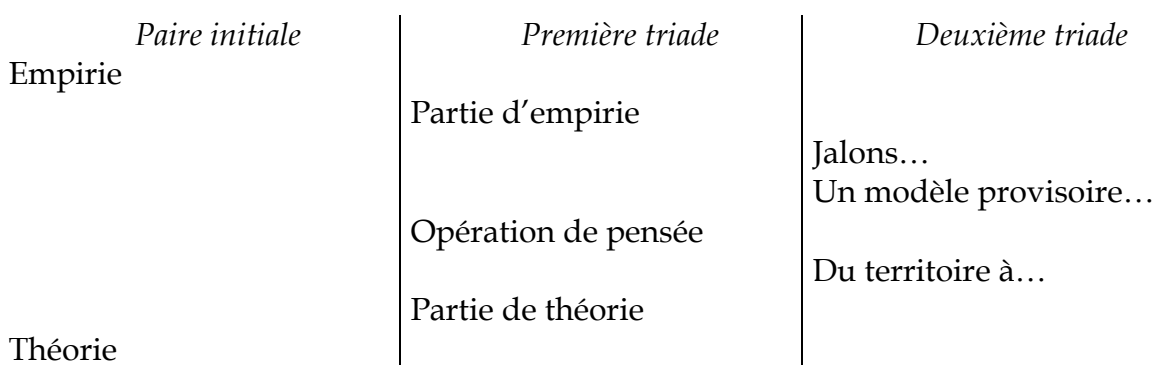 Paire initiale Première triade Deuxième triade
Empirie
Partie d’empirie
Jalons…
Un modèle provisoire…
Opération de pensée
Du territoire à…
Partie de théorie
Théorie